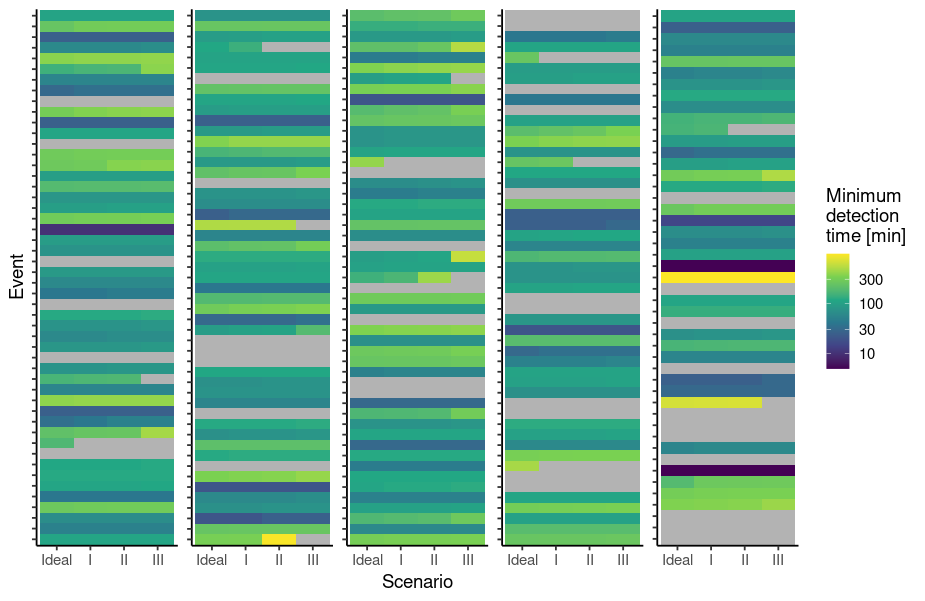 Event
Minimum
detection
time [min]
300
100
30
10
Ideal I II III
Ideal I II III
Ideal I II III
Ideal I II III
Ideal I II III
Scenario